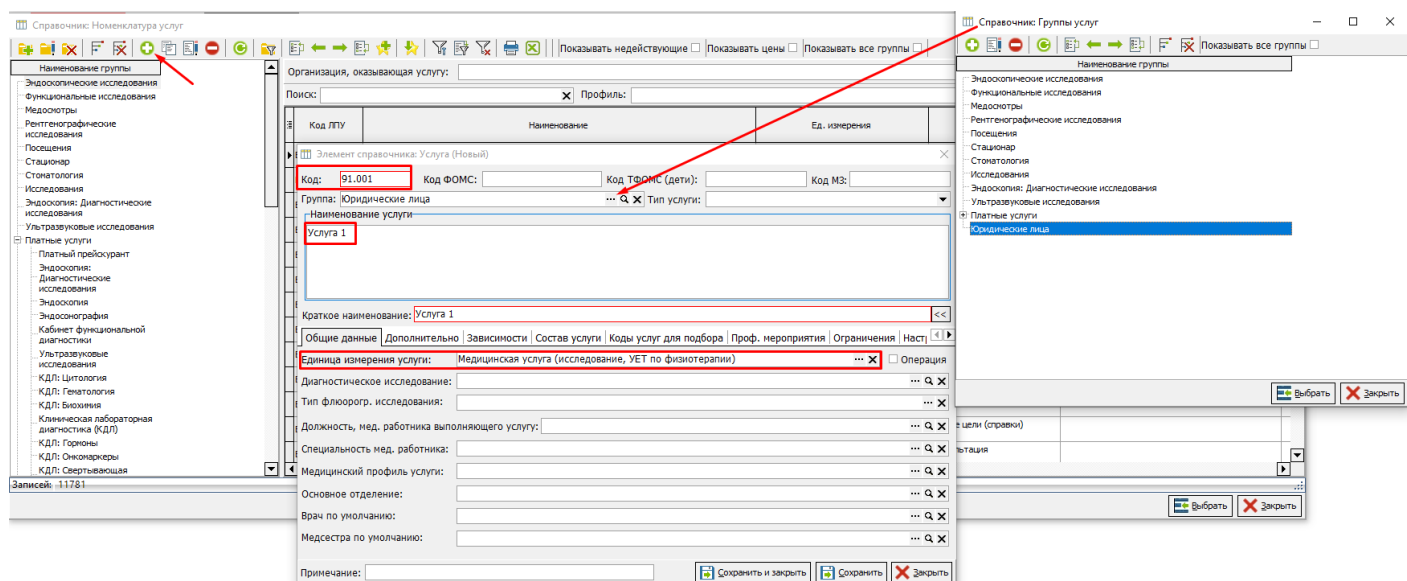 Справочник: Номенклатура услуг
Показывать недействующие
Показывать цены
Показывать все группы
Наименование группы
Эндоскопические исследования
Функциональные исследования
Медосмотры
Рентгенографические
исследования
Посещения
Стационар
Стоматология
Исследования
Эндоскопия: Диагностические
исследования
Ультразвуковые исследования
Платные услуги
Платный прейскурант
Эндоскопия:
Диагностические
исследования
Эндоскопия
Эндосонография
Кабинет функциональной
диагностики
Ультразвуковые
исследования
КДЛ: Цитология
КДЛ: Гематология
КДЛ: Биохимия
Клиническая лабораторная
диагностика (КДЛ)
КДЛ: Гормоны
КДЛ: Онкомаркеры
КДЛ: Свертывающая
Записей: 11781
Организация, оказывающая услугу:
Поиск:
Профиль:
Код ЛПУ
Наименование
Ед. измерения
Элемент справочника: Услуга (Новый)
Код: 91.001
Код ФОМС:
Код ТФОМС (дети):
Код МЗ:
Группа: Юридические лица
Тип услуги:
Наименование услуги
Услуга 1
Краткое наименование: Услуга 1
<<
Общие данные
Дополнительно
Зависимости
Состав услуги
Коды услуг для подбора
Проф. мероприятия
Ограничения
Единица измерения услуги: Медицинская услуга (исследование, УЕТ по физиотерапии)
Операция
Диагностическое исследование:
Тип флюорогр. исследования:
Должность, мед. работника выполняющего услугу:
Специальность мед. работника:
Медицинский профиль услуги:
Основное отделение:
Врач по умолчанию:
Медсестра по умолчанию:
Примечание:
Сохранить и закрыть
Сохранить
Закрыть
Справочник: Группы услуг
Показывать все группы
Наименование группы
Эндоскопические исследования
Функциональные исследования
Медосмотры
Рентгенографические исследования
Посещения
Стационар
Стоматология
Исследования
Эндоскопия: Диагностические исследования
Ультразвуковые исследования
Платные услуги
Юридические лица
Выбрать
Закрыть
цели (справки)
Выбрать
Закрыть